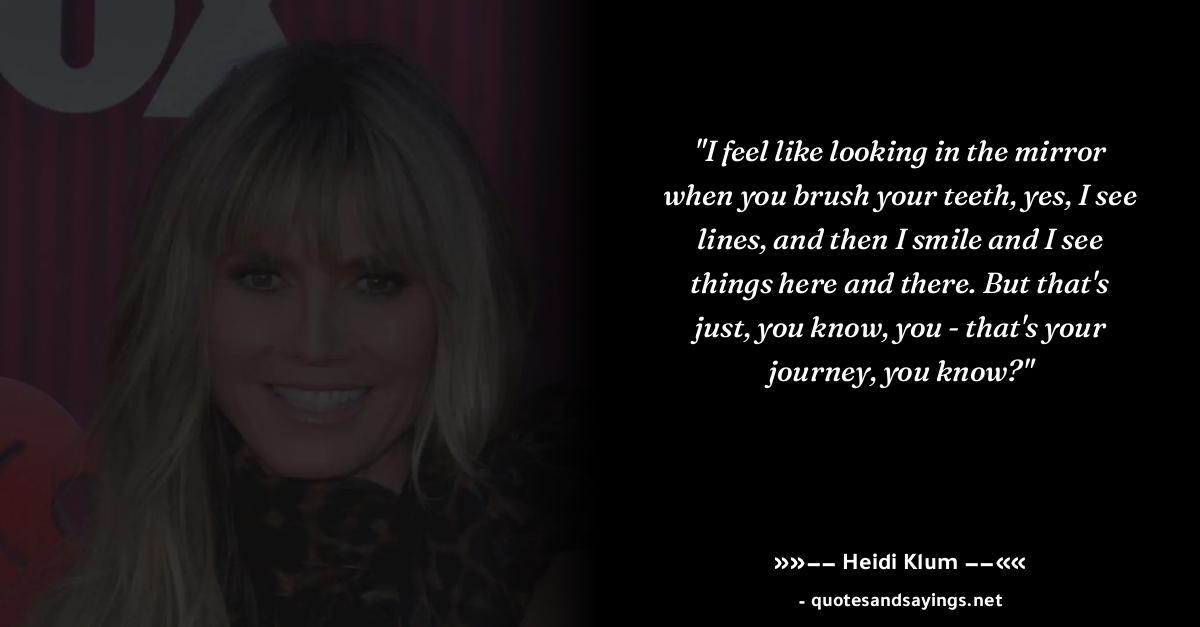 "I feel like looking in the mirror
when you brush your teeth, yes, I see
lines, and then I smile and I see
things here and there. But that's
just, you know, you - that's your
journey, you know?"
»»–– Heidi Klum ––««
- quotesandsayings.net